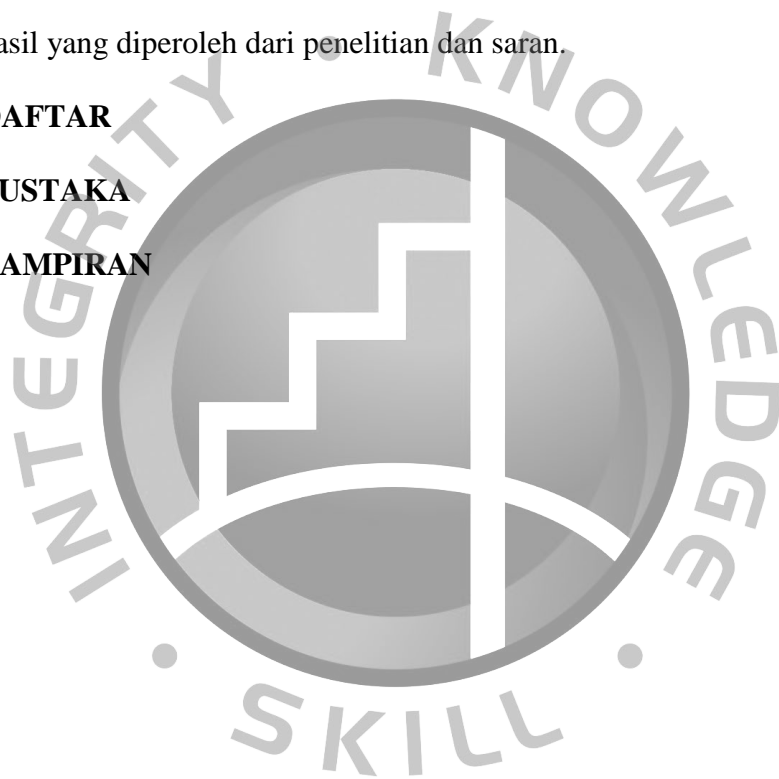 asil yang diperoleh dari penelitian dan saran.
DAFTAR
USTAKA
AMPIRAN
INTEGRITY • KNOWLEDGE • SKILL